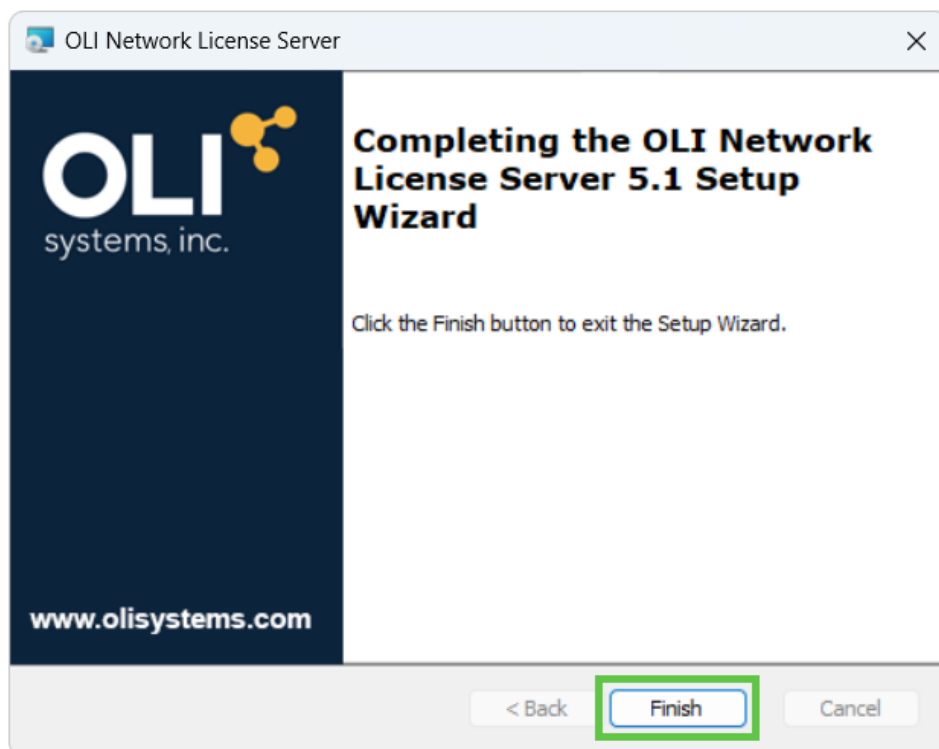 OLI Network License Server
OLI
systems, inc.
Completing the OLI Network
License Server 5.1 Setup
Wizard
Click the Finish button to exit the Setup Wizard.
www.olisystems.com
< Back
Finish
Cancel